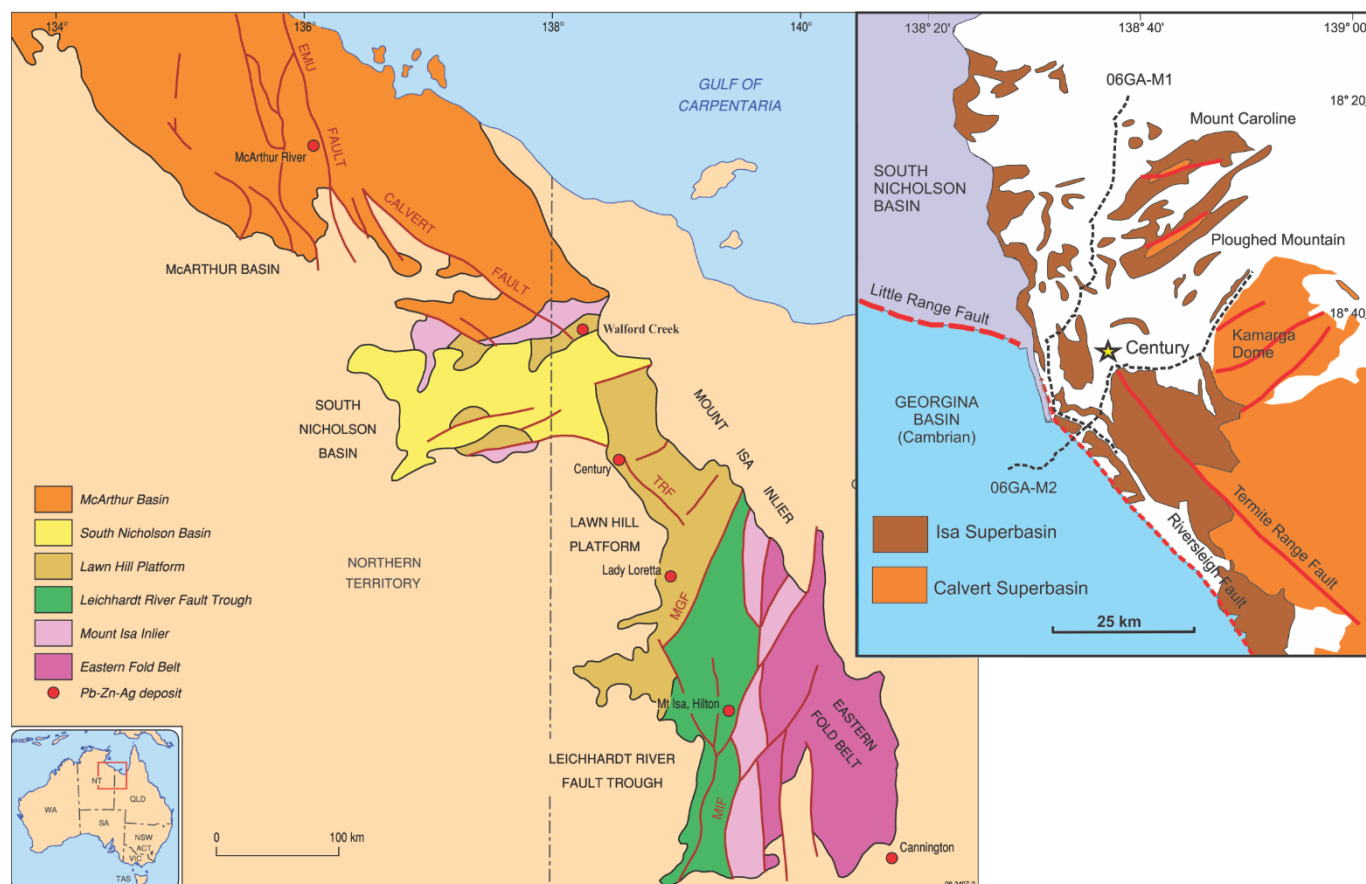 134°
136°
138°
140°
EMU
FAULT
GULF OF
CARPENTARIA
McArthur River
CALVERT
FAULT
McARTHUR BASIN
Walford Creek
SOUTH
NICHOLSON
BASIN
MOUNT
ISA
INLIER
Century
TRF
LAWN HILL
PLATFORM
NORTHERN
TERRITORY
Lady Loretta
MGF
Mt Isa, Hilton
EASTERN
FOLD BELT
LEICHHARDT RIVER
FAULT TROUGH
MIF
Cannington
McArthur Basin
South Nicholson Basin
Lawn Hill Platform
Leichhardt River Fault Trough
Mount Isa Inlier
Eastern Fold Belt
Pb-Zn-Ag deposit
0
100 km
NT
WA
QLD
SA
NSW
ACT
VIC
TAS
138° 20'
138° 40'
139° 00'
06GA-M1
18° 20'
Mount Caroline
SOUTH
NICHOLSON
BASIN
Ploughed Mountain
Little Range Fault
18° 40'
Kamarga
Dome
Century
GEORGINA
BASIN
(Cambrian)
06GA-M2
Termite Range Fault
Riversleigh Fault
Isa Superbasin
Calvert Superbasin
25 km